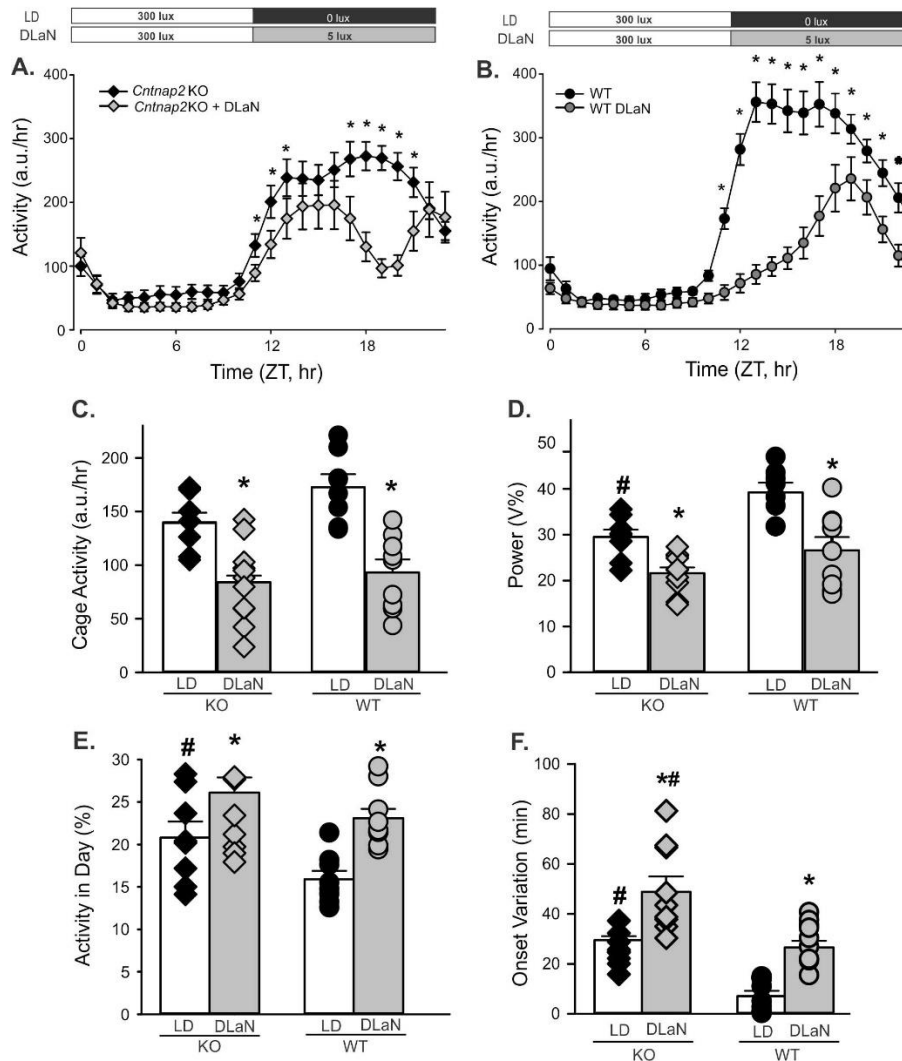 LD 300 lux 0 lux
DLaN 300 lux 5 lux
LD 300 lux 0 lux
DLaN 300 lux 5 lux
A.
Cntnap2 KO
Cntnap2KO + DLaN
Activity (a.u./hr)
400
300
200
100
0
* * * * * * * *
0 6 12 18
Time (ZT, hr)
B.
WT
WT DLaN
Activity (a.u./hr)
400
300
200
100
0
* * * * * * * * * * * *
0 6 12 18
Time (ZT, hr)
C.
Cage Activity (a.u./hr)
200
150
100
50
0
* *
LD DLaN LD DLaN
KO WT
D.
Power (V%)
50
40
30
20
10
0
# * *
LD DLaN LD DLaN
KO WT
E.
Activity in Day (%)
30
25
20
15
10
5
0
# * *
LD DLaN LD DLaN
KO WT
F.
Onset Variation (min)
100
80
60
40
20
0
# *# *
LD DLaN LD DLaN
KO WT